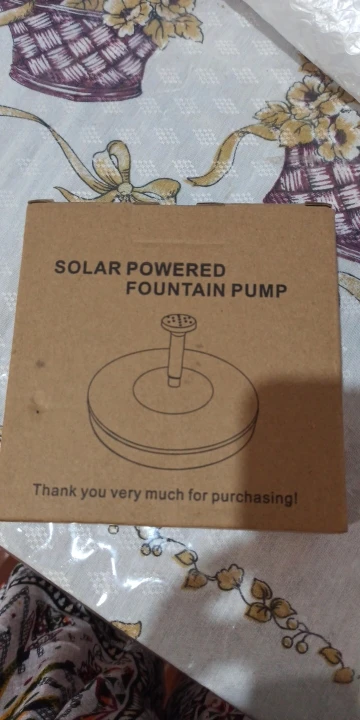 SOLAR POWERED
FOUNTAIN PUMP
Thank you very much for purchasing!